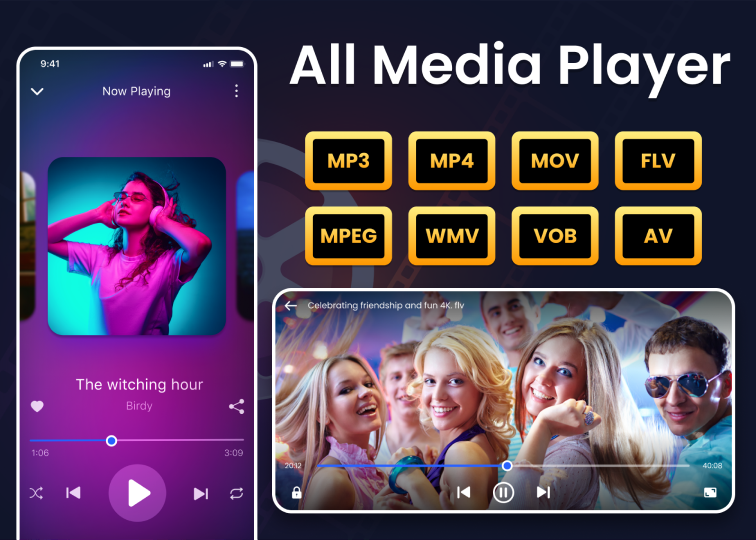 All Media Player
9:41
Now Playing
The witching hour
Birdy
1:06
3:09
MP3
MP4
MOV
FLV
MPEG
WMV
VOB
AV
Celebrating friendship and fun 4K. flv
20:12
40:08